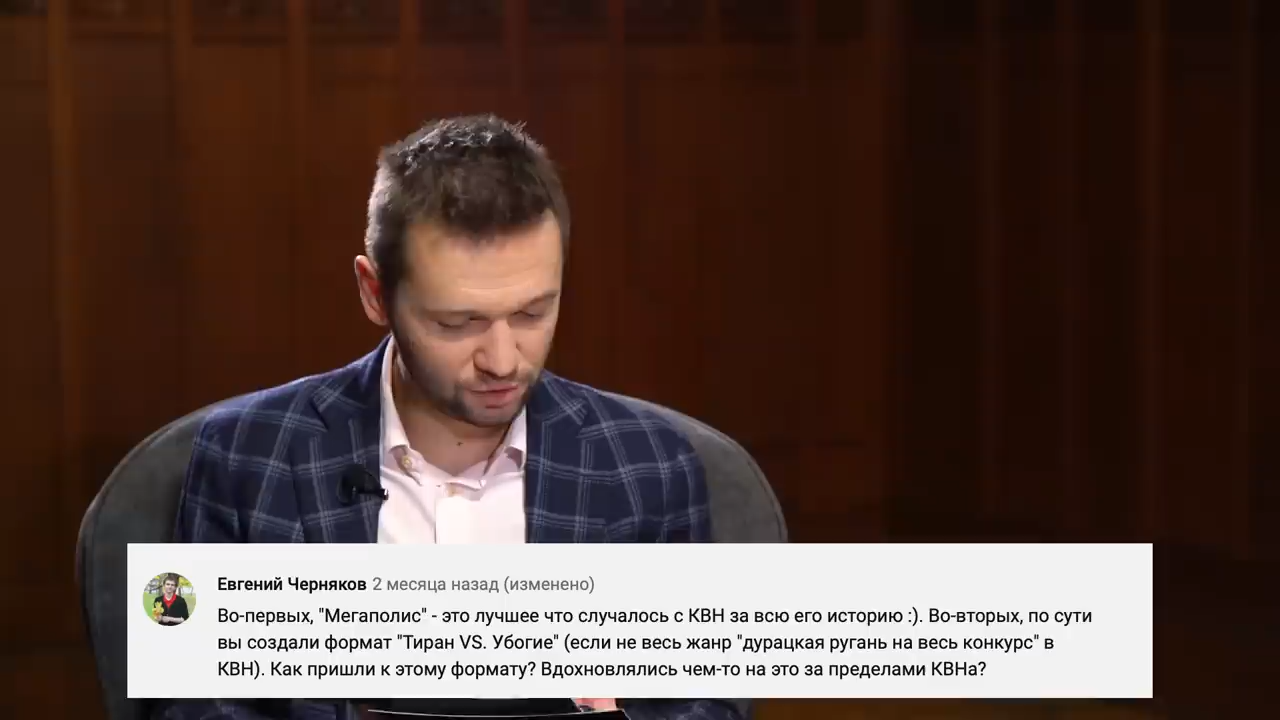 Евгений Черняков 2 месяца назад (изменено)
Во-первых, "Мегаполис" - это лучшее что случалось с КВН за всю его историю :). Во-вторых, по сути
вы создали формат "Тиран VS. Убогие" (если не весь жанр "дурацкая ругань на весь конкурс" в
КВН). Как пришли к этому формату? Вдохновлялись чем-то на это за пределами КВНа?